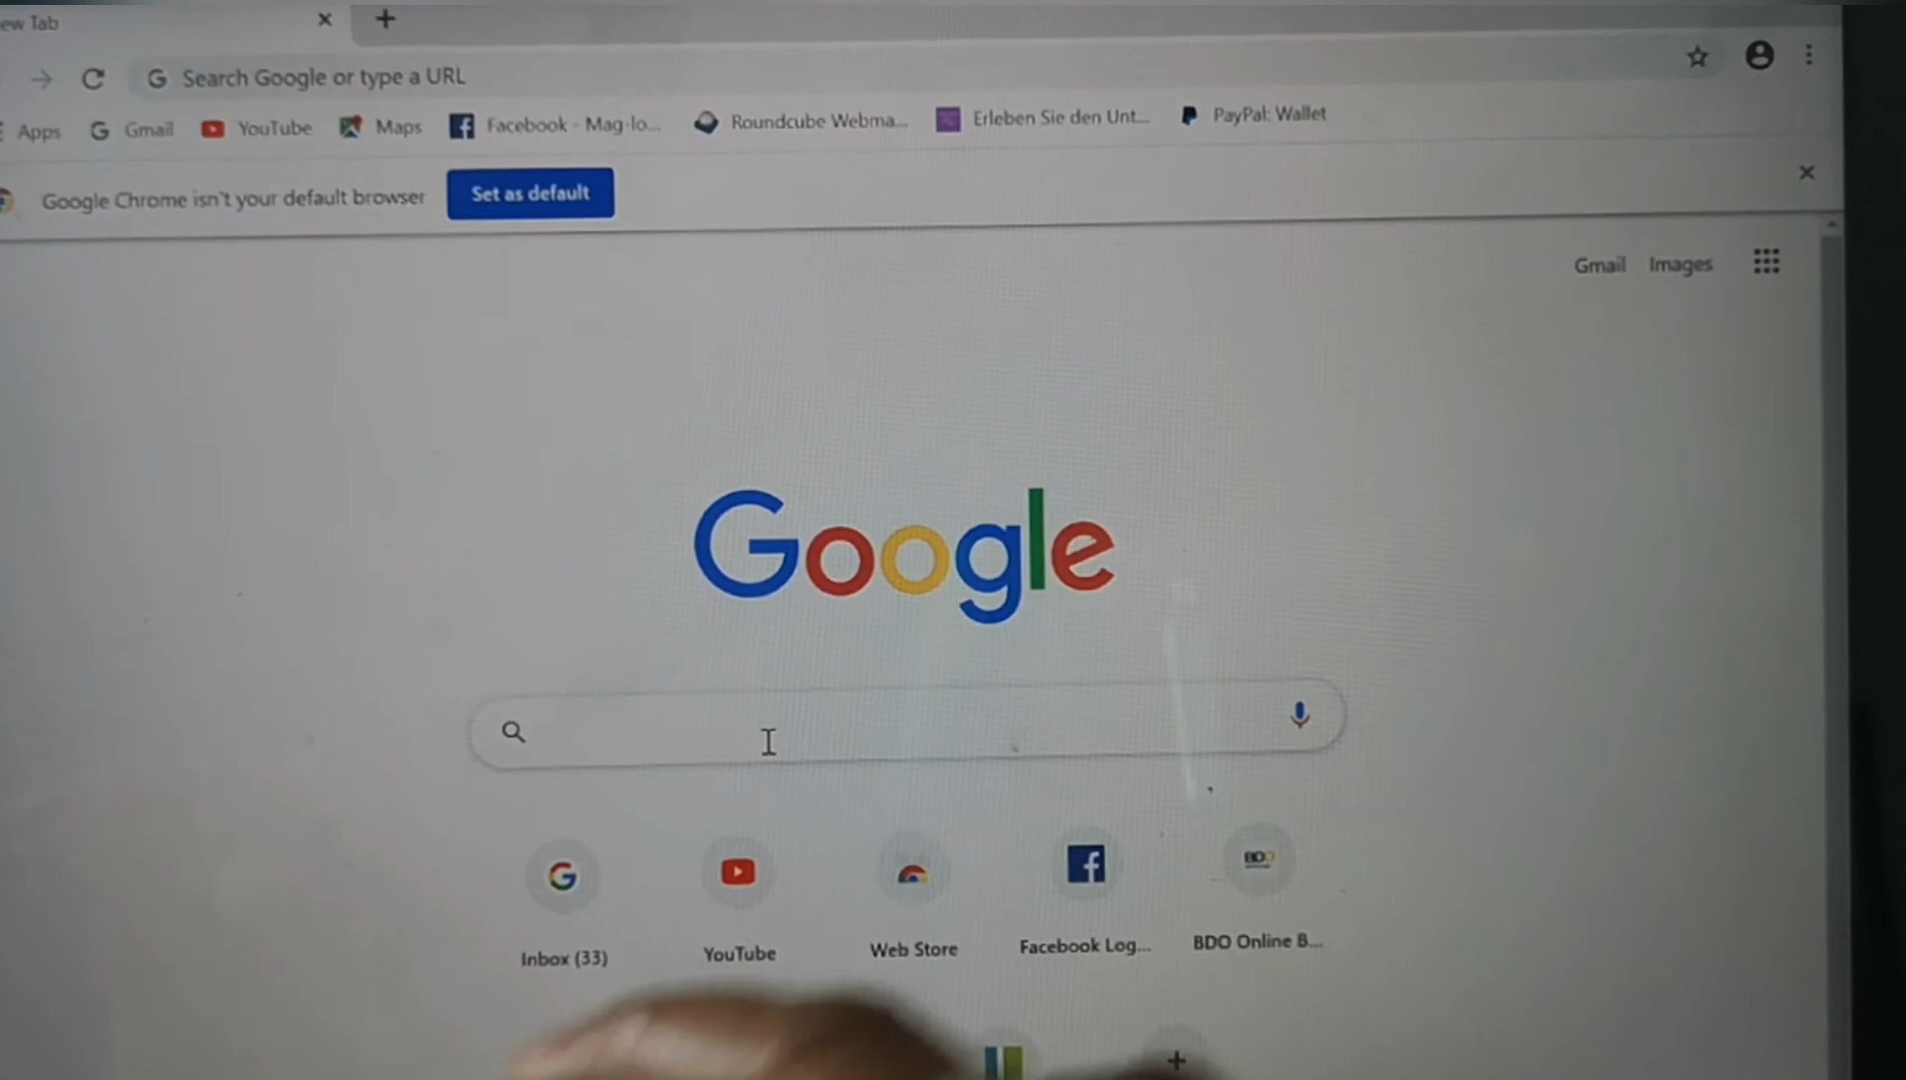 ew Tab
Search Google or type a URL
Apps Gmail YouTube Maps Facebook - Mag-lo... Roundcube Webma... Erleben Sie den Unt... PayPal: Wallet
Google Chrome isn't your default browser Set as default
Gmail Images
Google
Inbox (33) YouTube Web Store Facebook Log... BDO Online B...